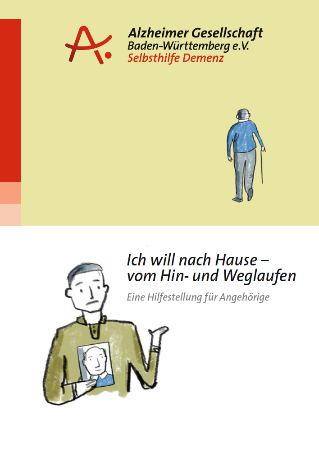 Alzheimer Gesellschaft
Baden-Württemberg e.V.
Selbsthilfe Demenz
Ich will nach Hause –
vom Hin- und Weglaufen
Eine Hilfestellung für Angehörige